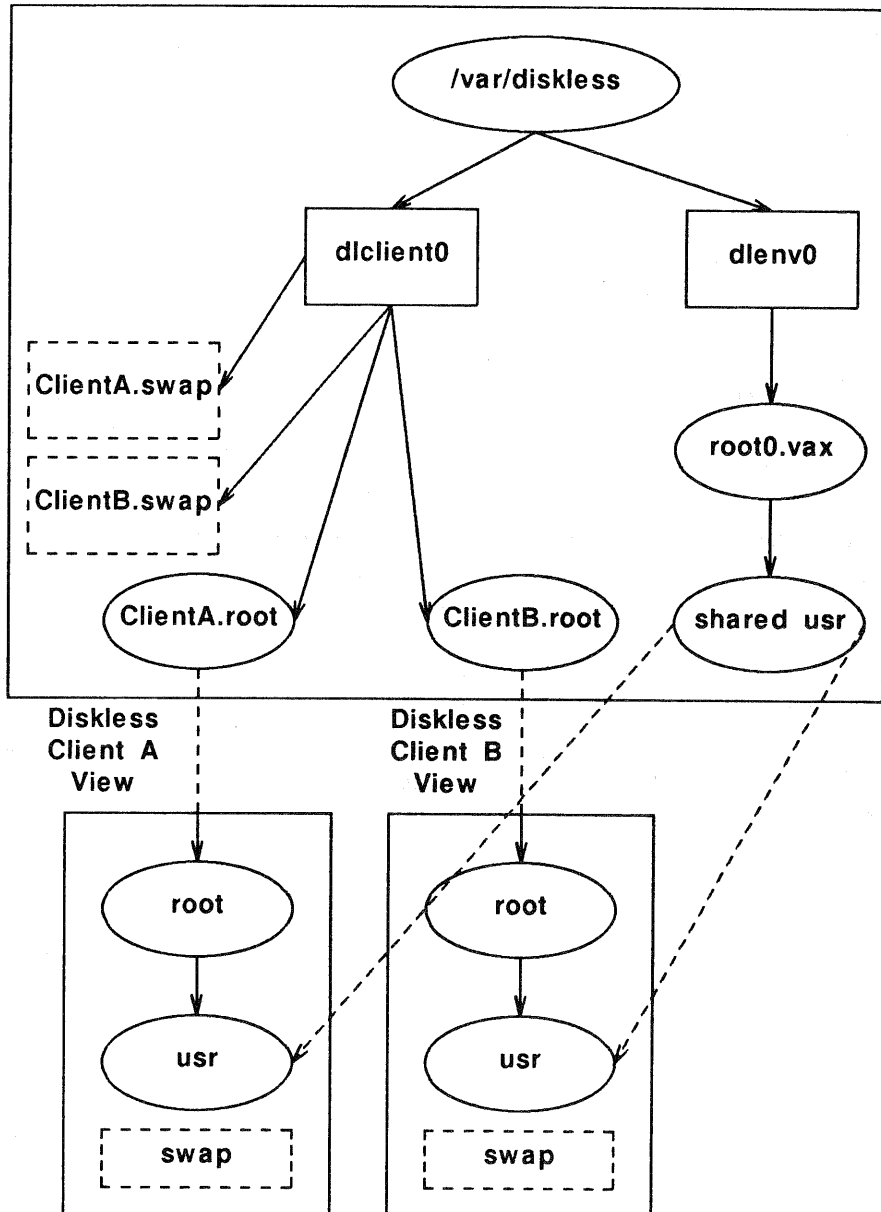 /var/diskless
dlclient0
dlenv0
ClientA.swap
root0.vax
ClientB.swap
ClientA.root
ClientB.root
shared usr
Diskless
Client A
View
Diskless
Client B
View
root
root
usr
usr
swap
swap